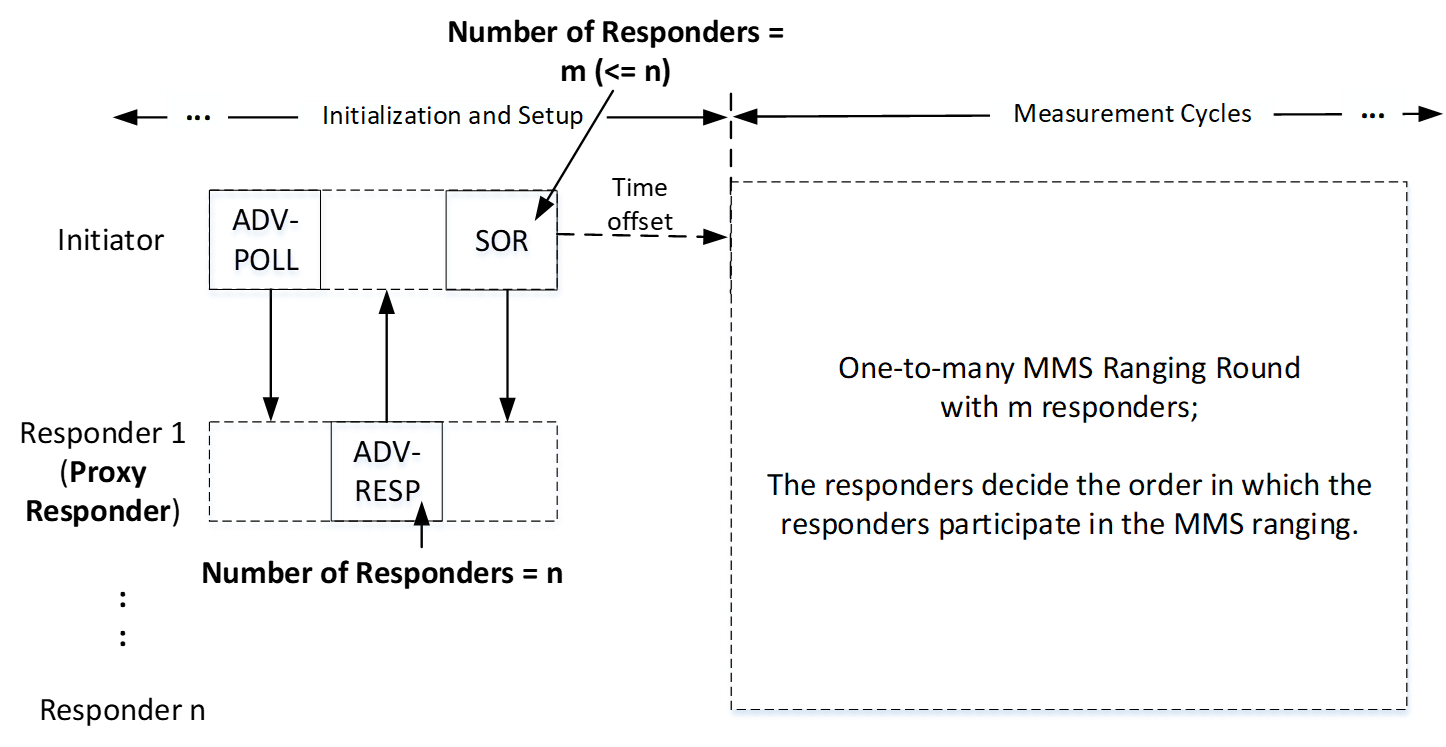 Number of Responders =
m (<= n)
... Initialization and Setup
Measurement Cycles ...
Initiator
ADV-
POLL
SOR
Time
offset
Responder 1
(Proxy
Responder)
ADV-
RESP
Number of Responders = n
:
:
Responder n
One-to-many MMS Ranging Round
with m responders;
The responders decide the order in which the
responders participate in the MMS ranging.